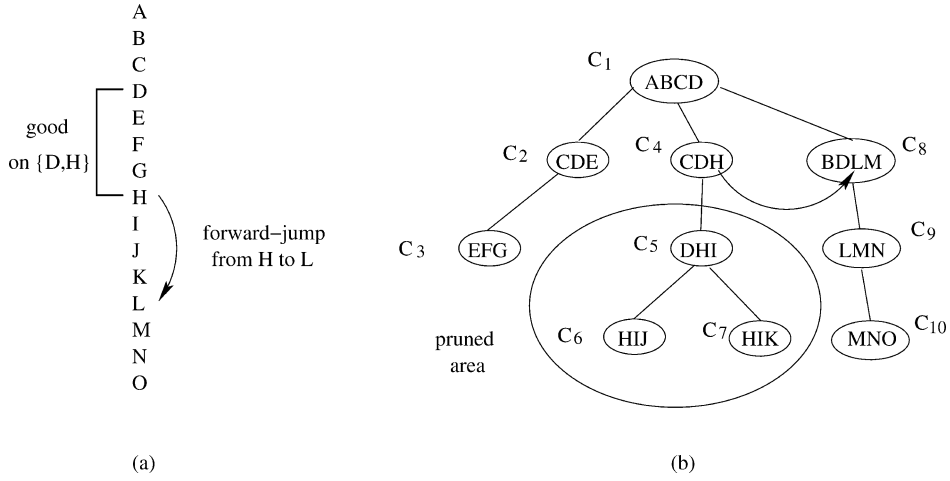 A
B
C
D
E
F
G
H
I
J
K
L
M
N
O
good
on {D,H}
forward−jump
from H to L
(a)
C1
ABCD
C2
CDE
C4
CDH
BDLM
C8
C3
EFG
C5
DHI
LMN
C9
C6
HIJ
C7
HIK
MNO
C10
pruned
area
(b)